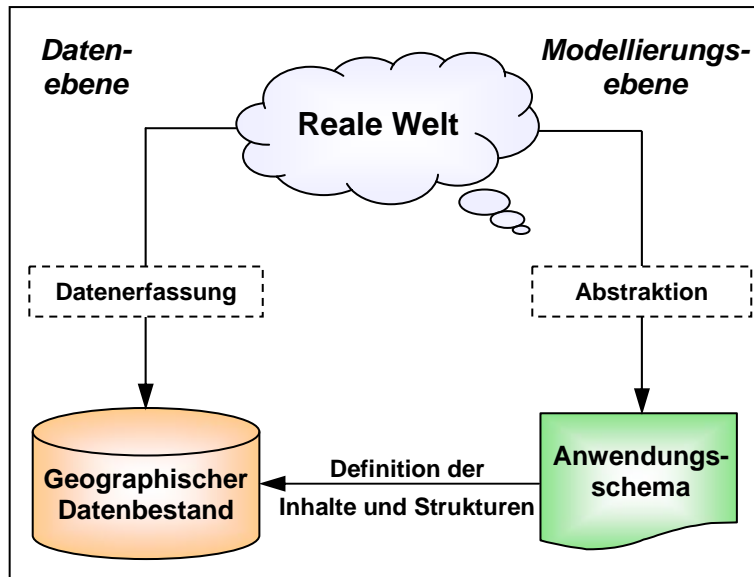 Daten-
ebene
Modellierungs-
ebene
Reale Welt
Datenerfassung
Abstraktion
Geographischer
Datenbestand
Definition der
Inhalte und Strukturen
Anwendungs-
schema